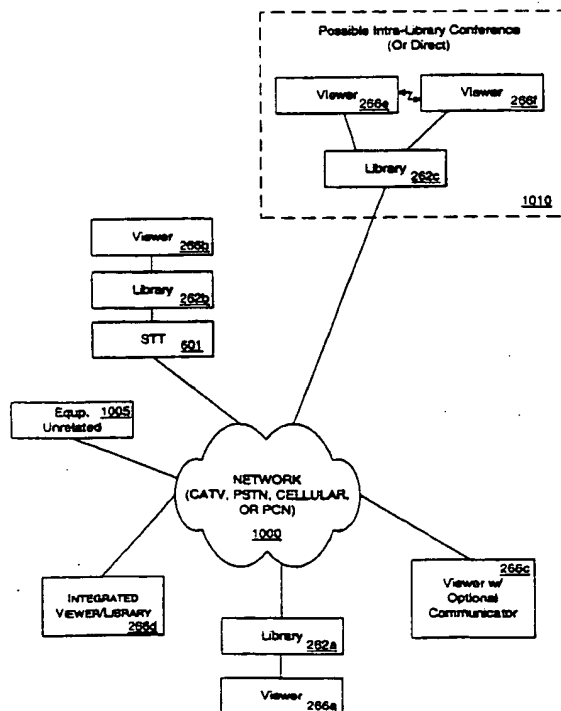 Possible Intra-Library Conference
(Or Direct)
Viewer
266e
Viewer
266f
Library
262c
1010
Viewer
266b
Library
262b
STT
601
Equp. 1005
Unrelated
NETWORK
(CATV, PSTN, CELLULAR,
OR PCN)
1000
INTEGRATED
VIEWER/LIBRARY
266d
266c
Viewer w/
Optional
Communicator
Library
262a
Viewer
266a